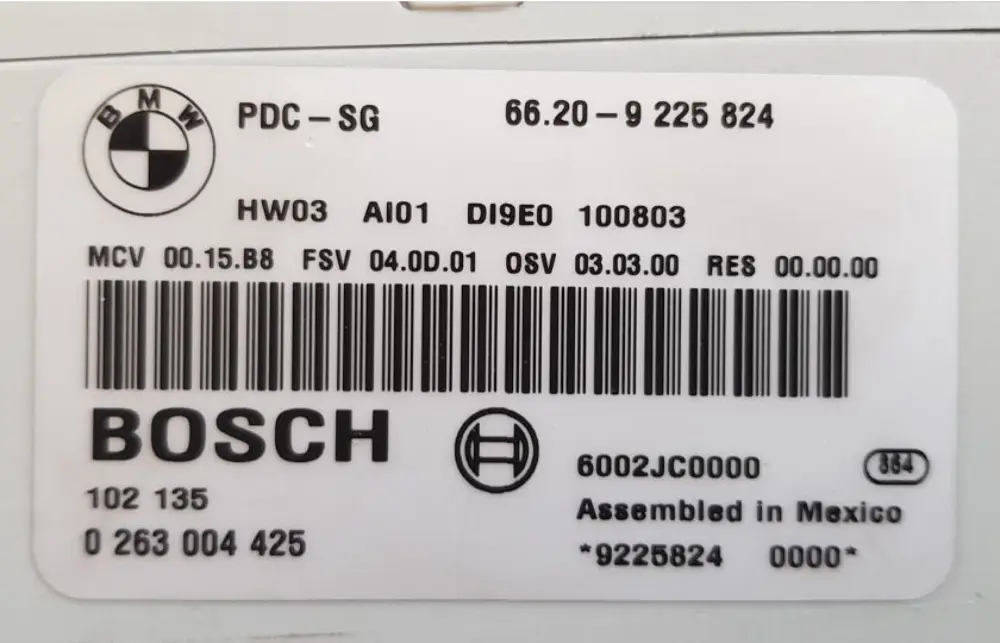 BMW
PDC-SG 66.20-9 225 824
HW03 AI01 DI9E0 100803
MCV 00.15.B8 FSV 04.0D.01 OSV 03.03.00 RES 00.00.00
BOSCH
6002JC0000 364
102 135
Assembled in Mexico
0 263 004 425
*9225824 0000*